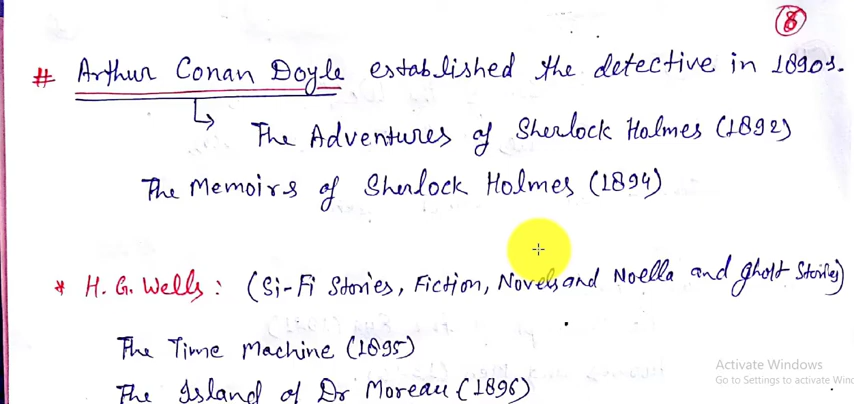 8
# Arthur Conan Doyle established the detective in 1890s.
↳ The Adventures of Sherlock Holmes (1892)
The Memoirs of Sherlock Holmes (1894)
* H. G. Wells : (Si-Fi Stories, Fiction, Novels and Noella and ghost Stories)
The Time Machine (1895)
The Island of Dr Moreau (1896)
Activate Windows
Go to Settings to activate Wind